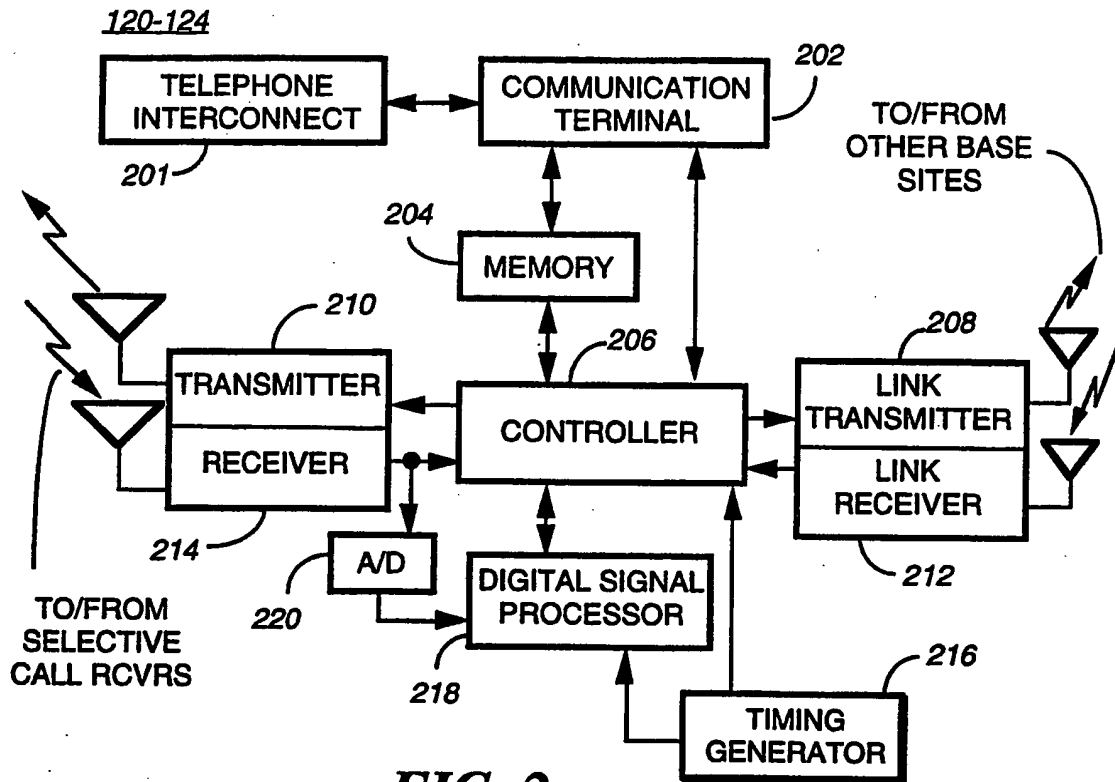 120-124
TELEPHONE
INTERCONNECT
201
COMMUNICATION
TERMINAL
202
TO/FROM
OTHER BASE
SITES
204
MEMORY
210
206
208
TRANSMITTER
RECEIVER
214
CONTROLLER
LINK
TRANSMITTER
LINK
RECEIVER
212
A/D
220
DIGITAL SIGNAL
PROCESSOR
218
TO/FROM
SELECTIVE
CALL RCVRS
216
TIMING
GENERATOR